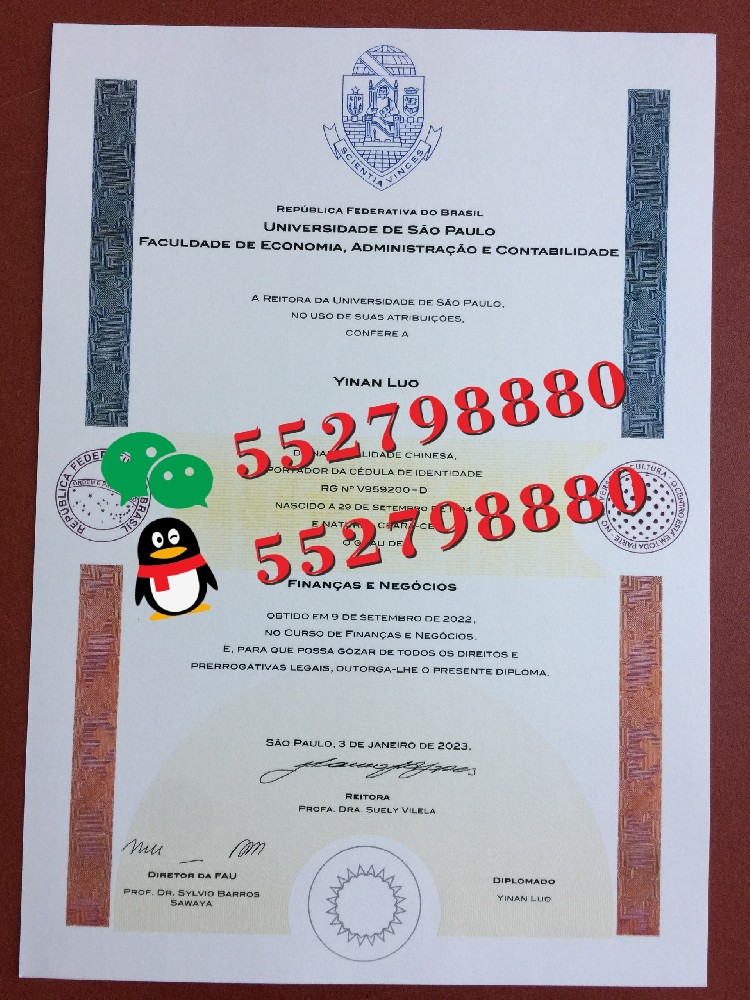 SCIENTIA VINCES
REPÚBLICA FEDERATIVA DO BRASIL
UNIVERSIDADE DE SÃO PAULO
FACULDADE DE ECONOMIA, ADMINISTRAÇÃO E CONTABILIDADE
A REITORA DA UNIVERSIDADE DE SÃO PAULO,
NO USO DE SUAS ATRIBUIÇÕES,
CONFERE A
YINAN LUO
552798880
CHINESA,
PORTADOR DA CÉDULA DE IDENTIDADE
RG Nº V959200-D
NASCIDO A 29 DE SETEMBRO DE
552798880
FINANÇAS E NEGÓCIOS
OBTIDO EM 9 DE SETEMBRO DE 2022,
NO CURSO DE FINANÇAS E NEGÓCIOS.
E, PARA QUE POSSA GOZAR DE TODOS OS DIREITOS E
PRERROGATIVAS LEGAIS, OUTORGA-LHE O PRESENTE DIPLOMA.
SÃO PAULO, 3 DE JANEIRO DE 2023.
REITORA
PROFA. DRA. SUELY VILELA
DIRETOR DA FAU
PROF. DR. SYLVIO BARROS
SAWAYA
DIPLOMADO
YINAN LUO